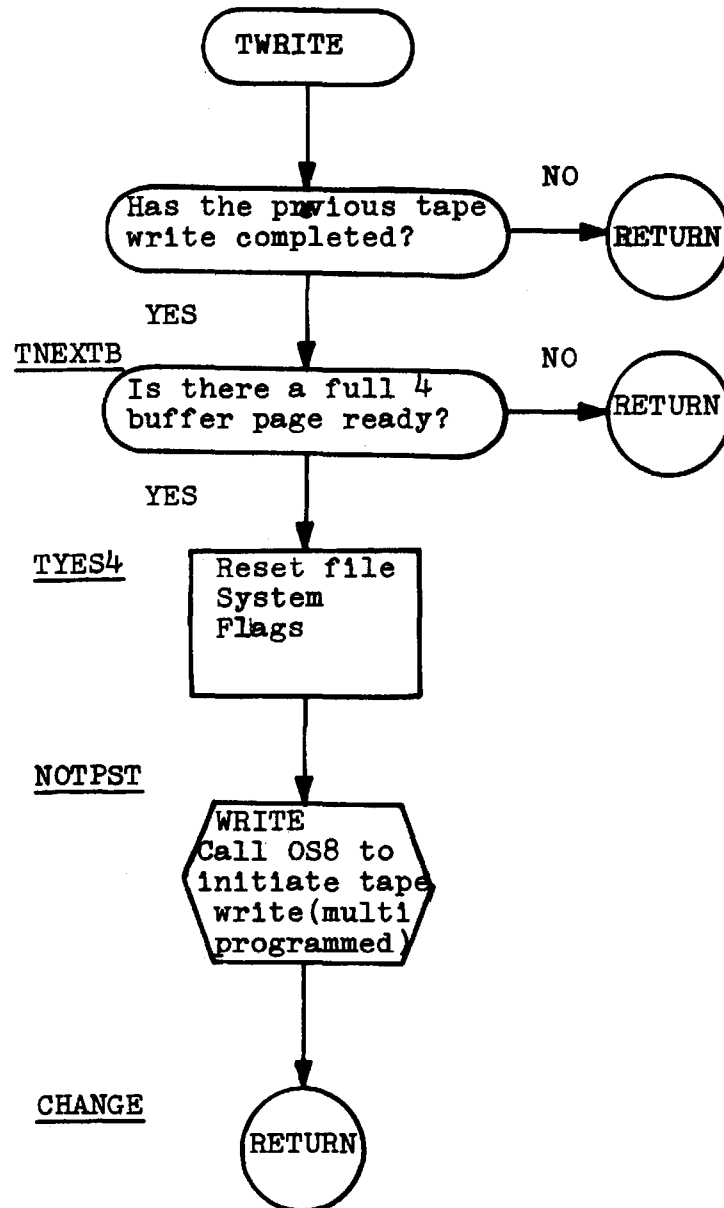 TWRITE
NO
Has the prvious tape
write completed?
RETURN
YES
TNEXTB
NO
Is there a full 4
buffer page ready?
RETURN
YES
TYES4
Reset file
System
Flags
NOTPST
WRITE
Call OS8 to
initiate tape
write(multi
programmed)
CHANGE
RETURN